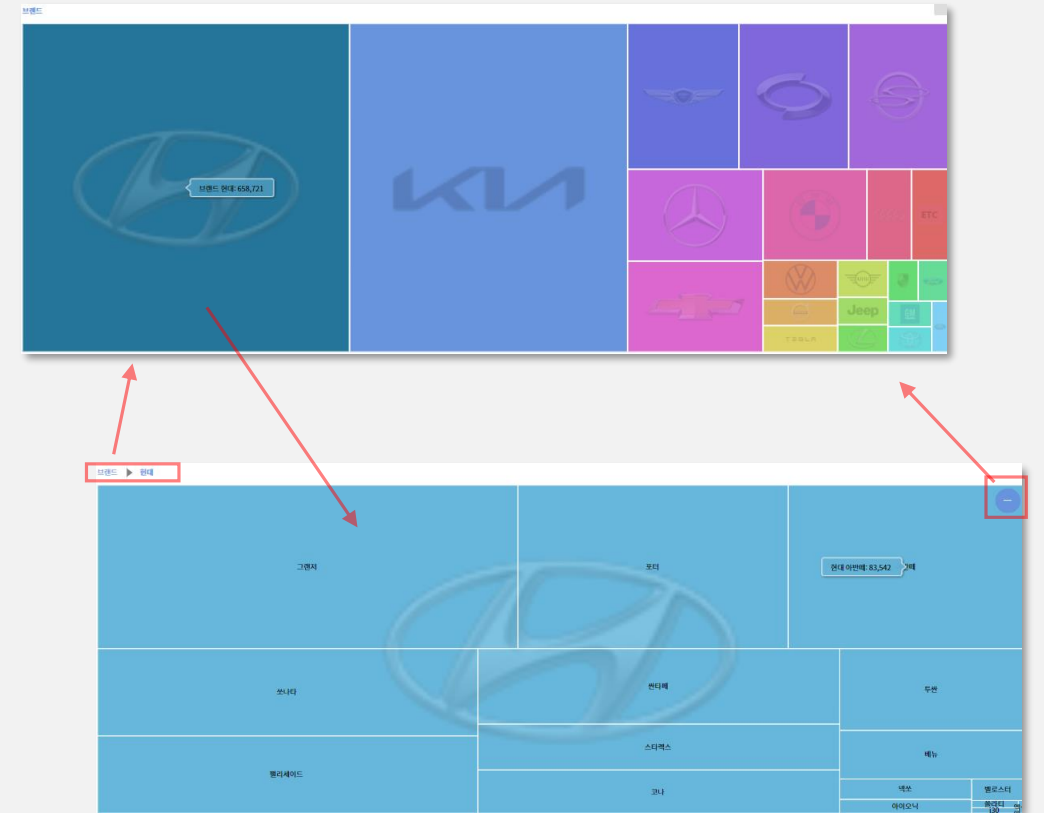 브랜드
브랜드 현대: 658,721
KIA
ETC
Jeep
TESLA
브랜드 ▶ 현대
그랜저
포터
현대 아반떼: 83,542
쏘나타
싼타페
투싼
스타렉스
베뉴
팰리세이드
코나
넥쏘
벨로스터
아이오닉
i30